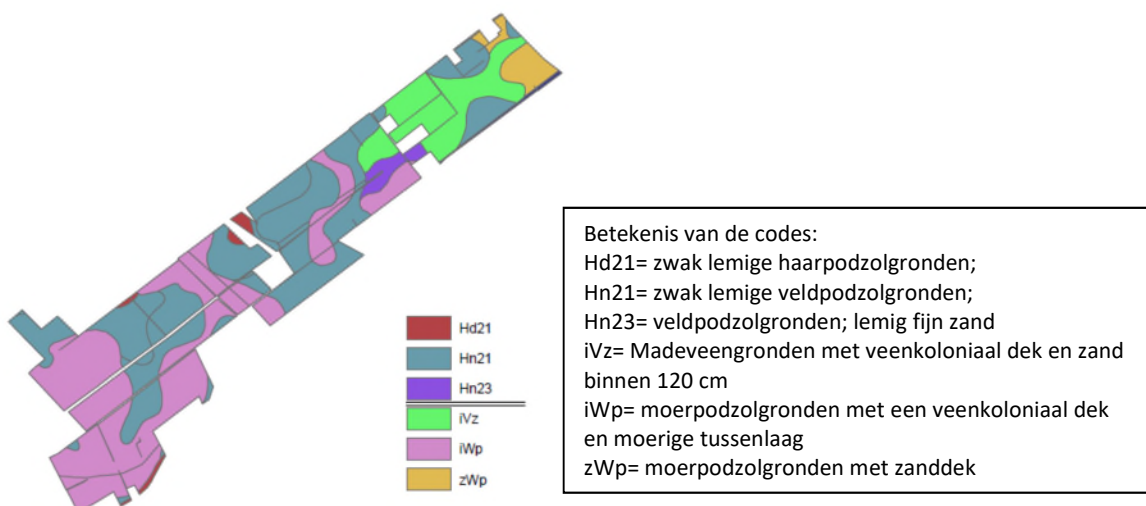 Hd21
Hn21
Hn23
iVz
iWp
zWp
Betekenis van de codes:
Hd21= zwak lemige haarpodzolgronden;
Hn21= zwak lemige veldpodzolgronden;
Hn23= veldpodzolgronden; lemig fijn zand
iVz= Madeveengronden met veenkoloniaal dek en zand
binnen 120 cm
iWp= moerpodzolgronden met een veenkoloniaal dek
en moerige tussenlaag
zWp= moerpodzolgronden met zanddek